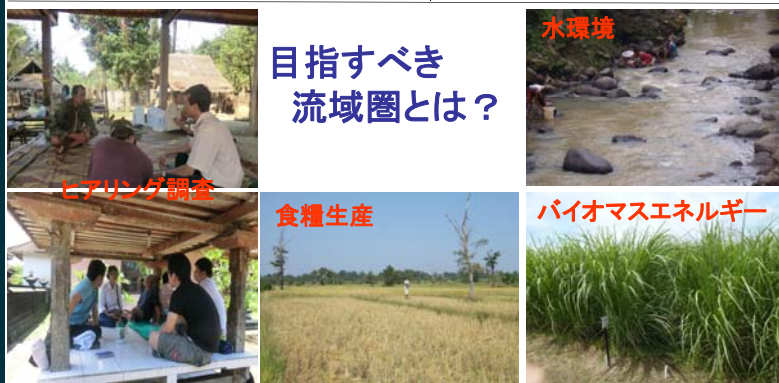 目指すべき
流域圏とは？
水環境
ヒアリング調査
食糧生産
バイオマスエネルギー